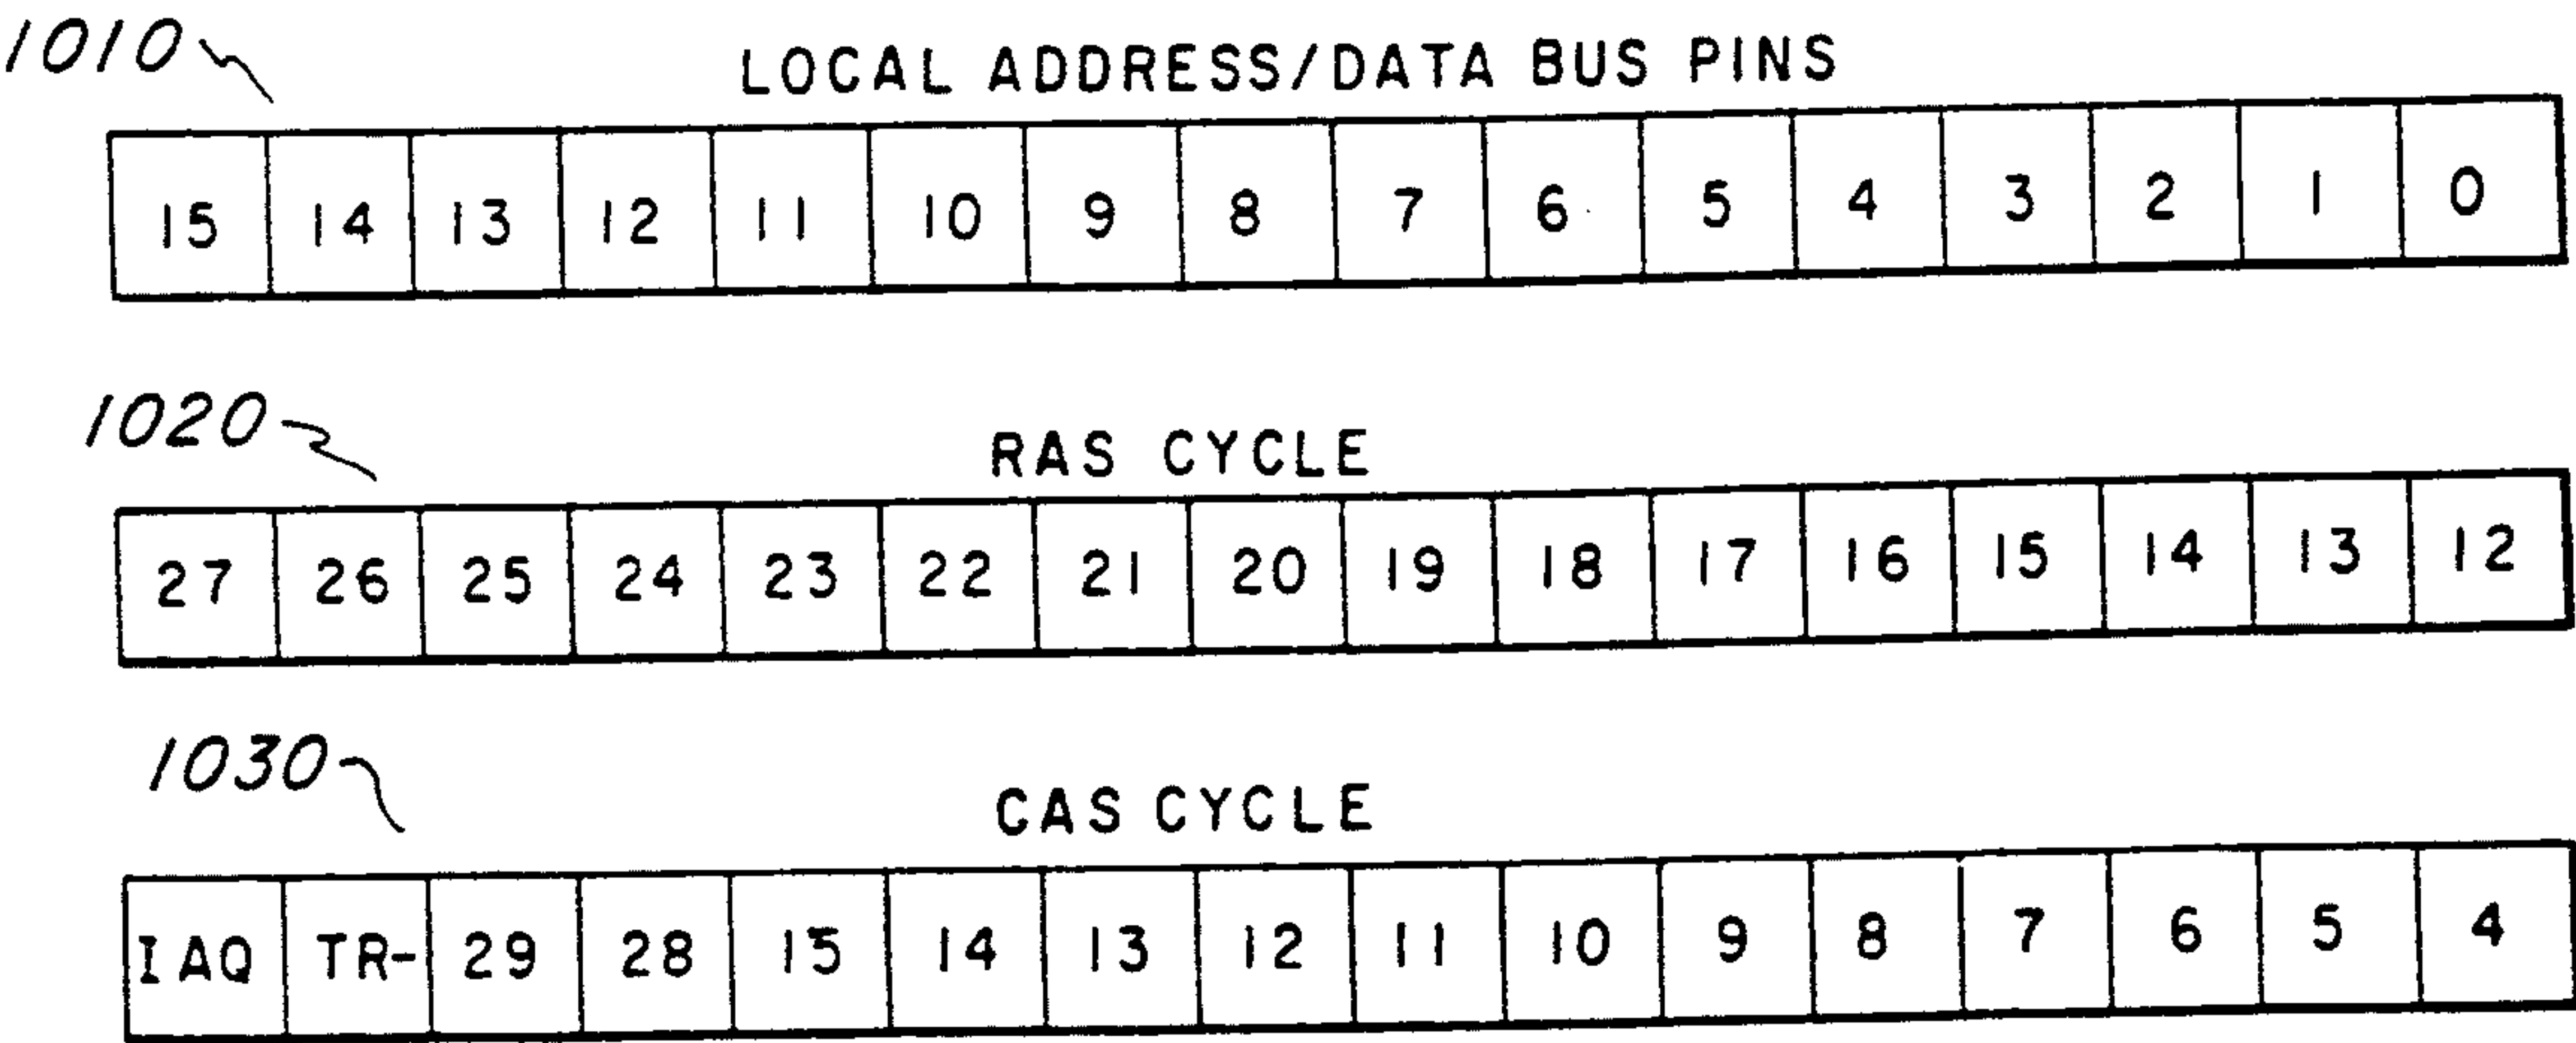 1010
LOCAL ADDRESS/DATA BUS PINS
15 14 13 12 11 10 9 8 7 6 5 4 3 2 1 0
1020
RAS CYCLE
27 26 25 24 23 22 21 20 19 18 17 16 15 14 13 12
1030
CAS CYCLE
IAQ TR- 29 28 15 14 13 12 11 10 9 8 7 6 5 4